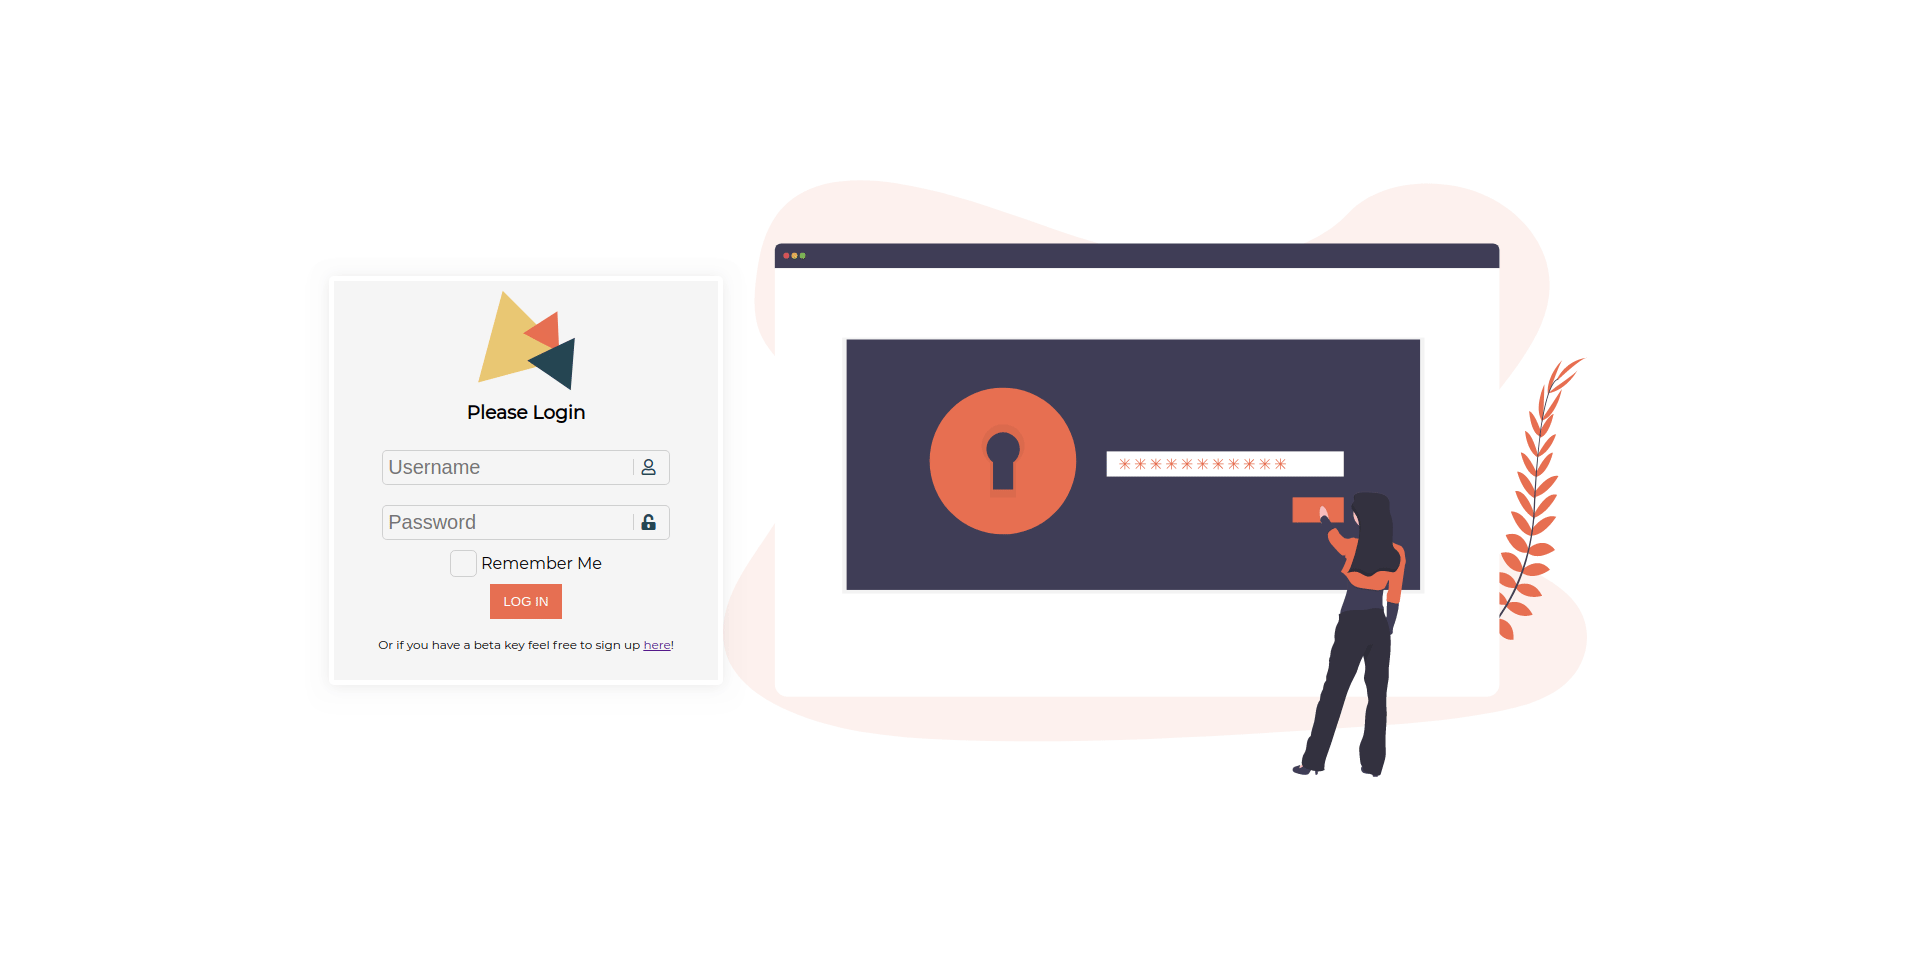 Please Login
Username
Password
Remember Me
LOG IN
Or if you have a beta key feel free to sign up here!